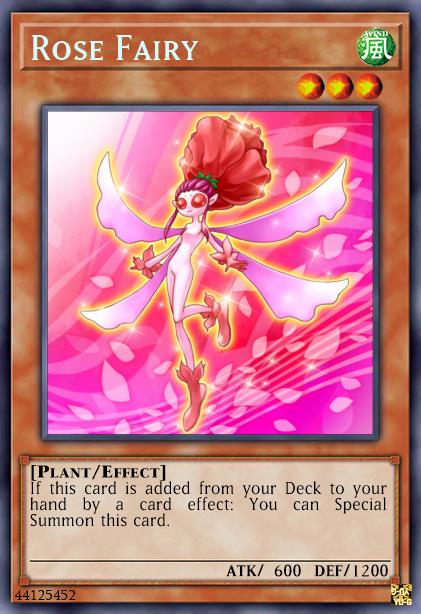 Rose Fairy
WIND
風
[Plant/Effect]
If this card is added from your Deck to your
hand by a card effect: You can Special
Summon this card.
ATK/ 600 DEF/1200
44125452